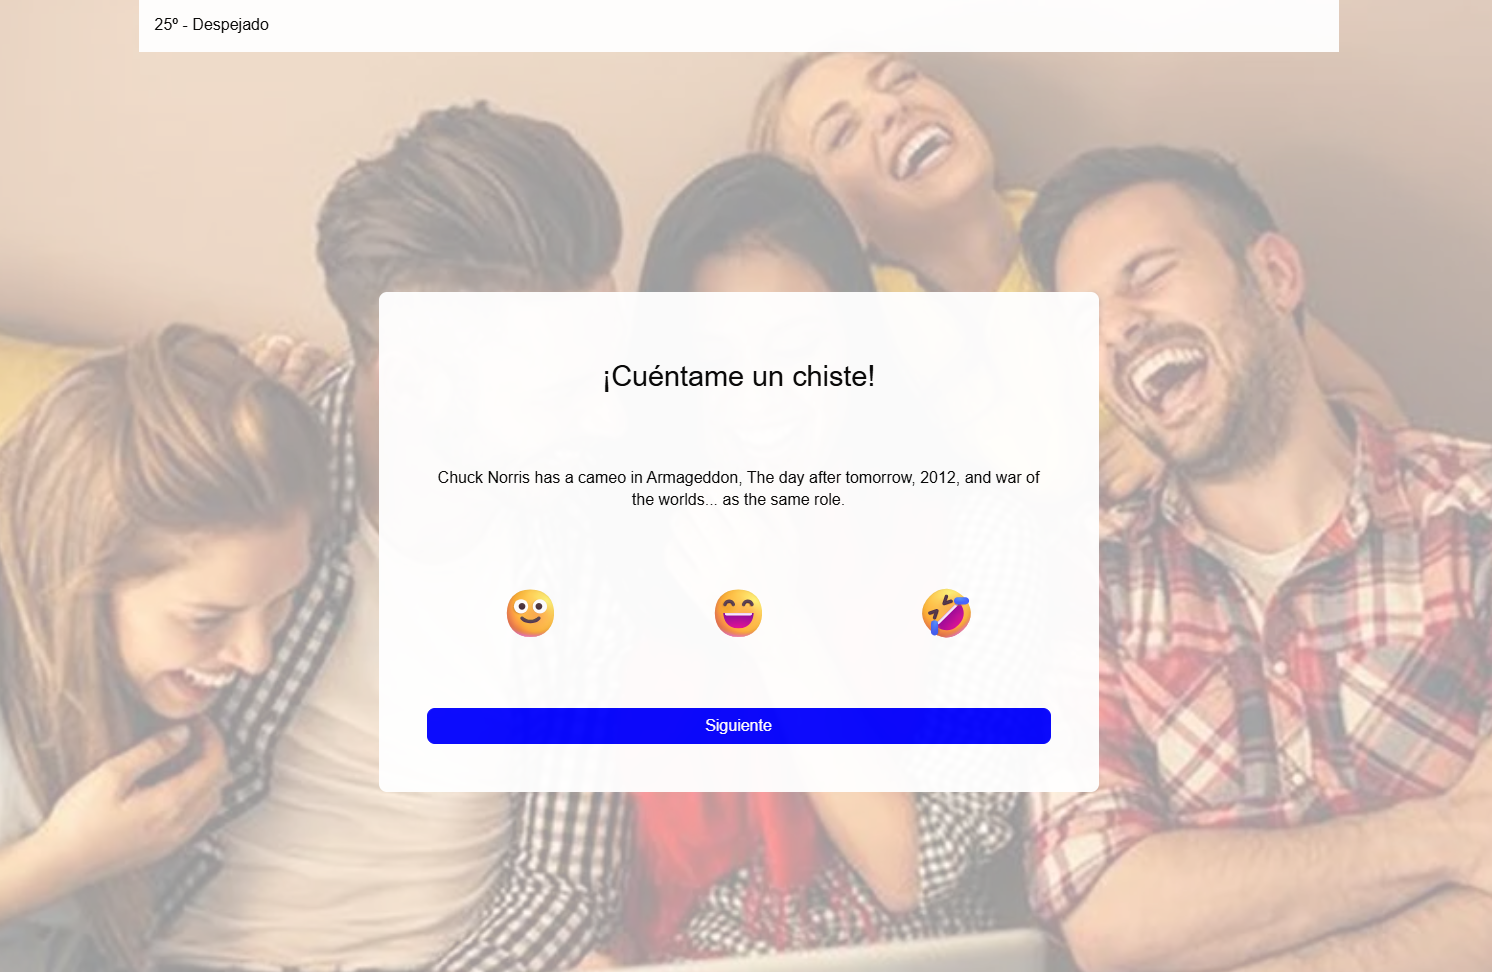 25º - Despejado
¡Cuéntame un chiste!
Chuck Norris has a cameo in Armageddon, The day after tomorrow, 2012, and war of
the worlds... as the same role.
Siguiente